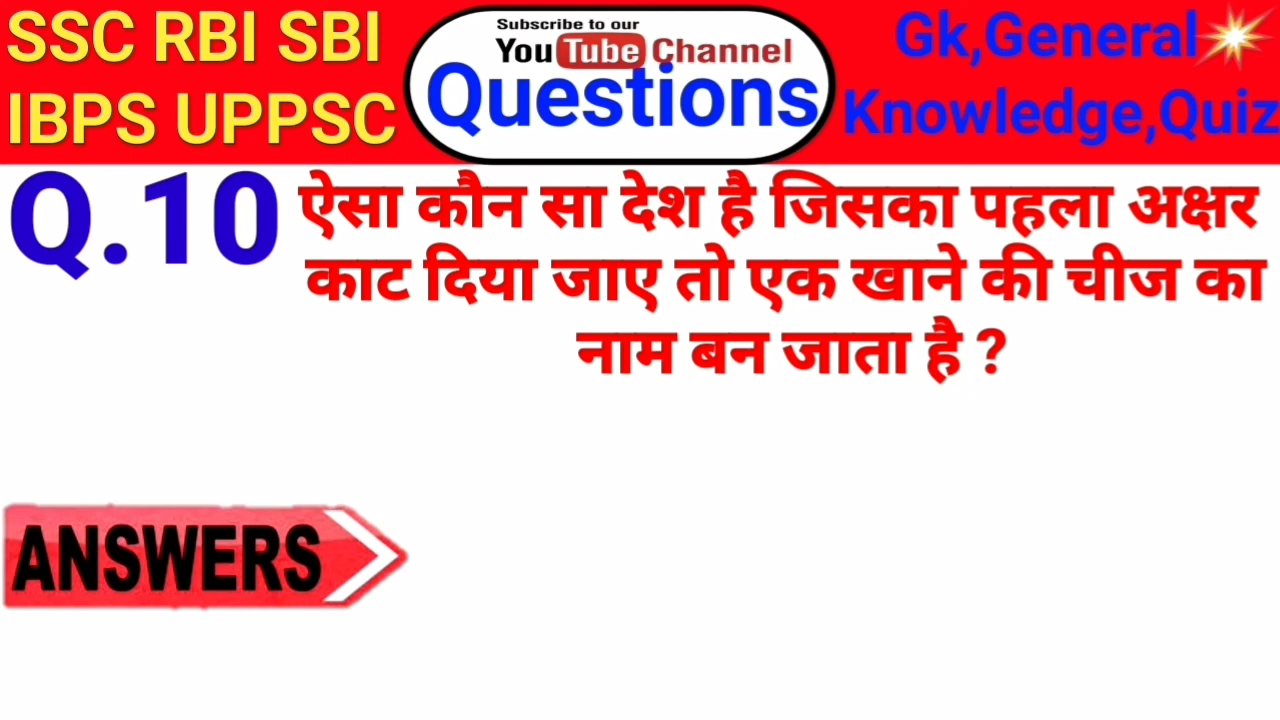 SSC RBI SBI
IBPS UPPSC
Subscribe to our
YouTube Channel
Questions
Gk,General
Knowledge,Quiz
Q.10
ऐसा कौन सा देश है जिसका पहला अक्षर
काट दिया जाए तो एक खाने की चीज का
नाम बन जाता है ?
ANSWERS